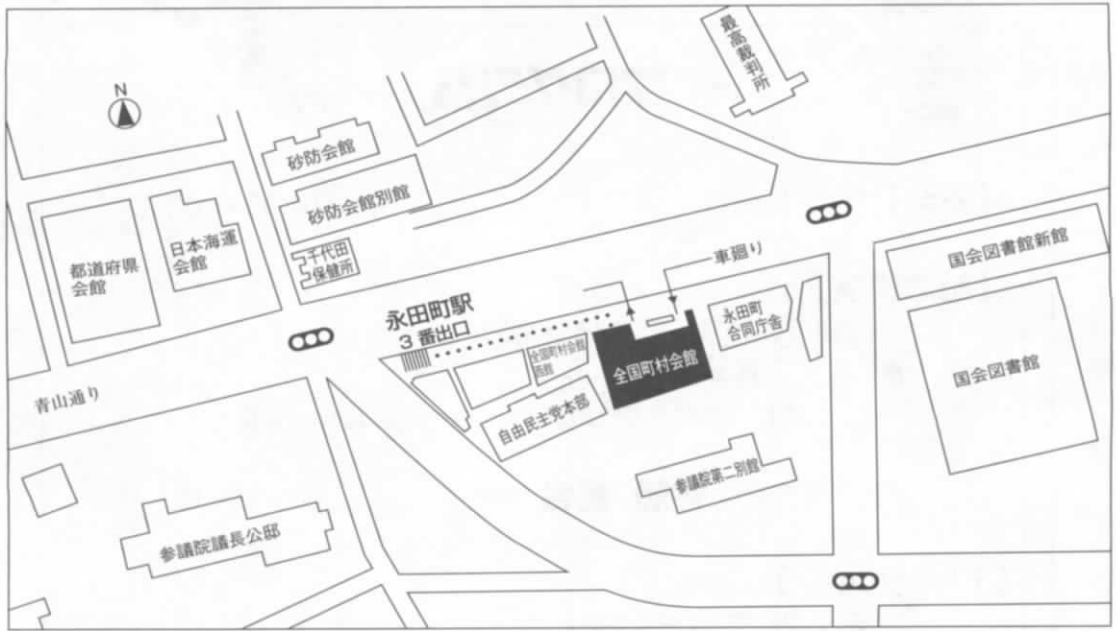 最高裁判所
N
砂防会館
砂防会館別館
日本海運
会館
都道府県
会館
千代田
保健所
国会図書館新館
車廻り
永田町駅
3番出口
永田町
合同庁舎
全国町村会館
西館
全国町村会館
国会図書館
青山通り
自由民主党本部
参議院第二別館
参議院議長公邸